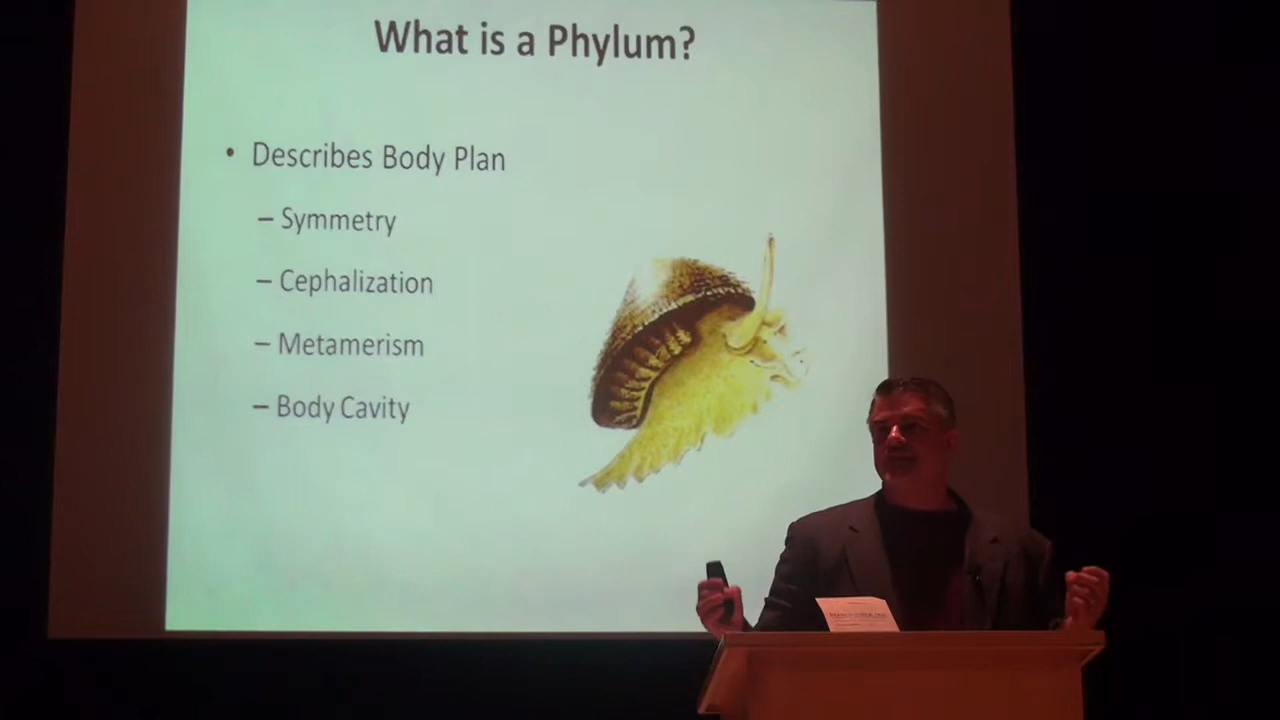 What is a Phylum?
• Describes Body Plan
– Symmetry
– Cephalization
– Metamerism
– Body Cavity